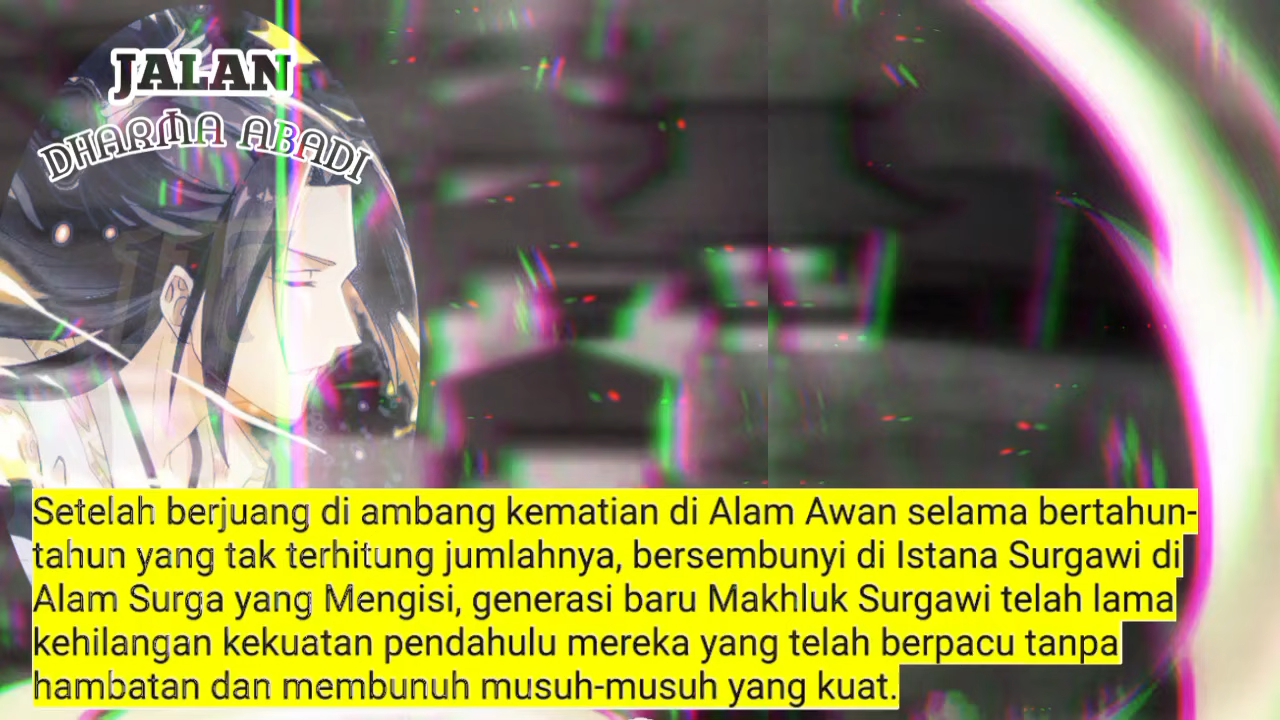 JALAN
DHARMA ABADI
Setelah berjuang di ambang kematian di Alam Awan selama bertahun-
tahun yang tak terhitung jumlahnya, bersembunyi di Istana Surgawi di
Alam Surga yang Mengisi, generasi baru Makhluk Surgawi telah lama
kehilangan kekuatan pendahulu mereka yang telah berpacu tanpa
hambatan dan membunuh musuh-musuh yang kuat.